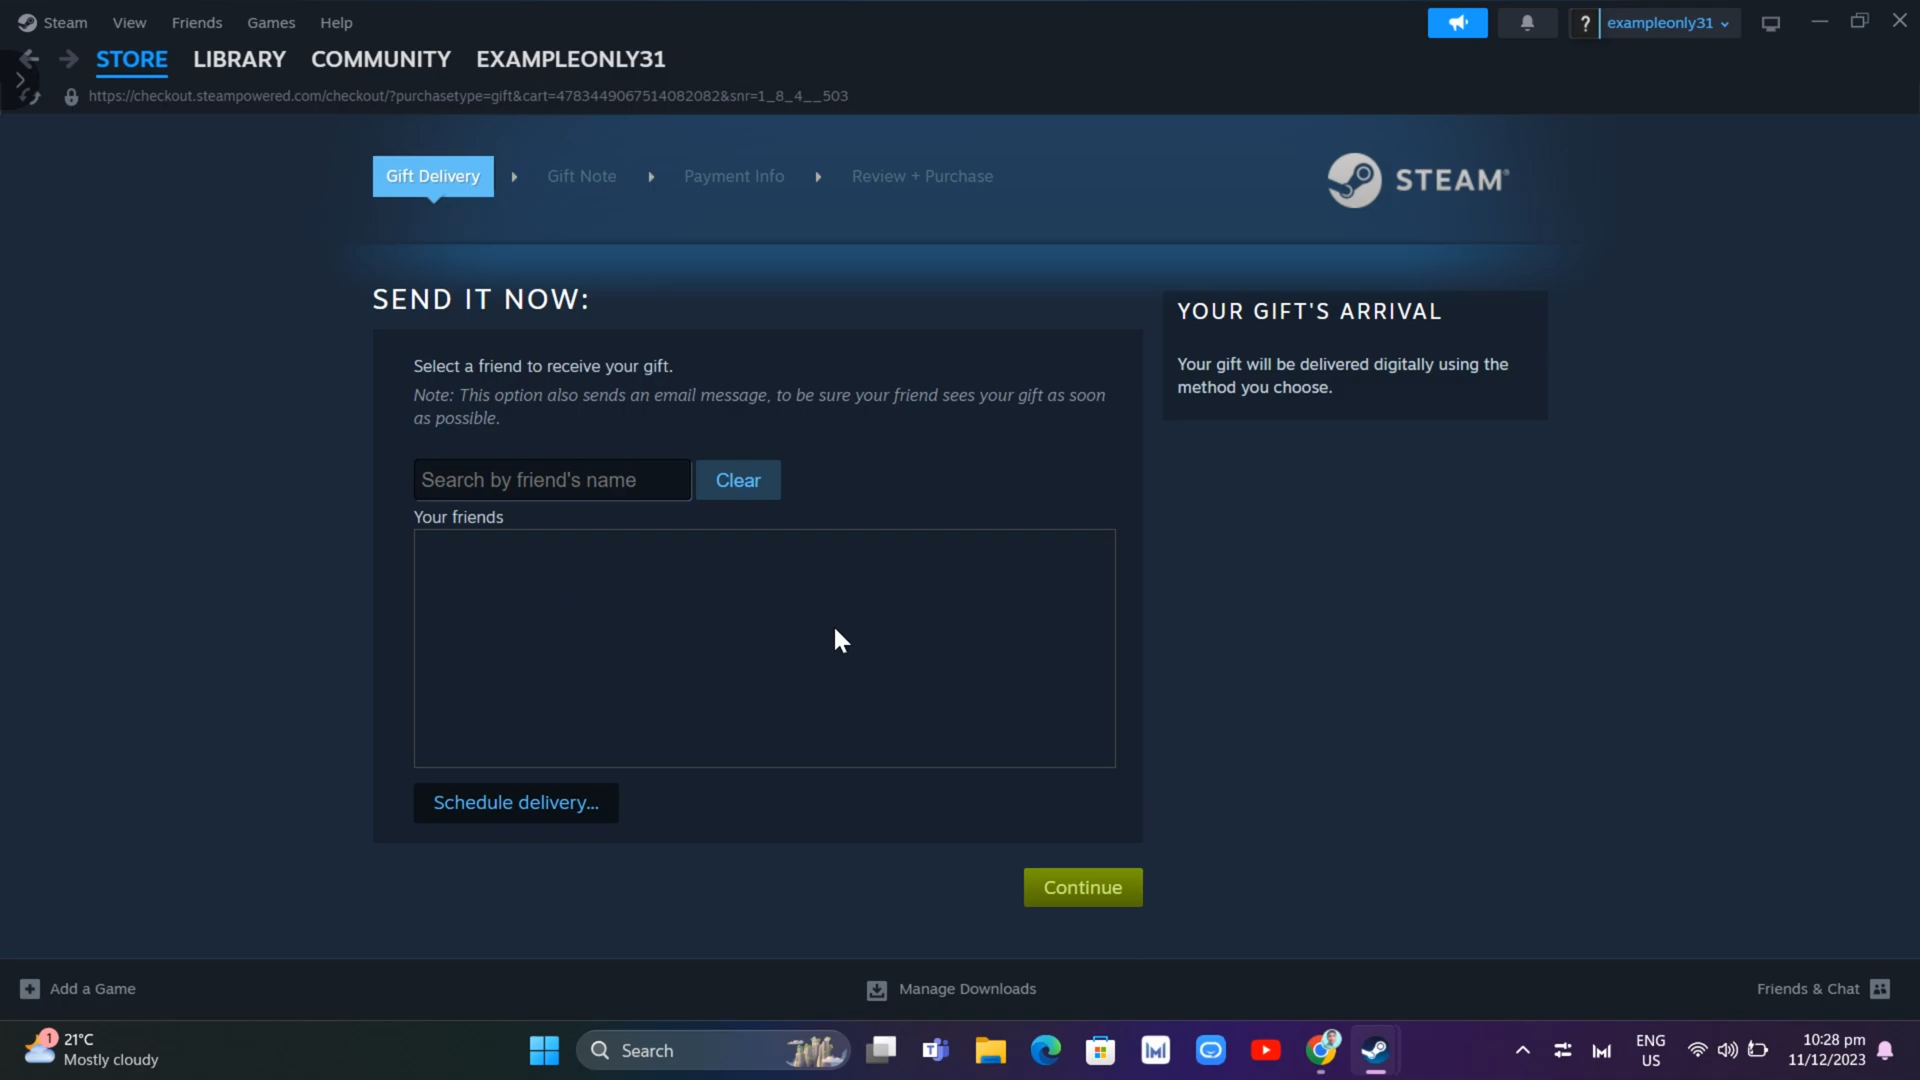 Steam View Friends Games Help
? exampleonly31
STORE LIBRARY COMMUNITY EXAMPLEONLY31
https://checkout.steampowered.com/checkout/?purchasetype=gift&cart=4783449067514082082&snr=1_8_4__503
Gift Delivery Gift Note Payment Info Review + Purchase
STEAM®
SEND IT NOW:
Select a friend to receive your gift.
Note: This option also sends an email message, to be sure your friend sees your gift as soon
as possible.
Search by friend's name Clear
Your friends
Schedule delivery...
Continue
YOUR GIFT'S ARRIVAL
Your gift will be delivered digitally using the
method you choose.
Add a Game Manage Downloads Friends & Chat
1
21°C
Mostly cloudy
Search
ENG
US
10:28 pm
11/12/2023